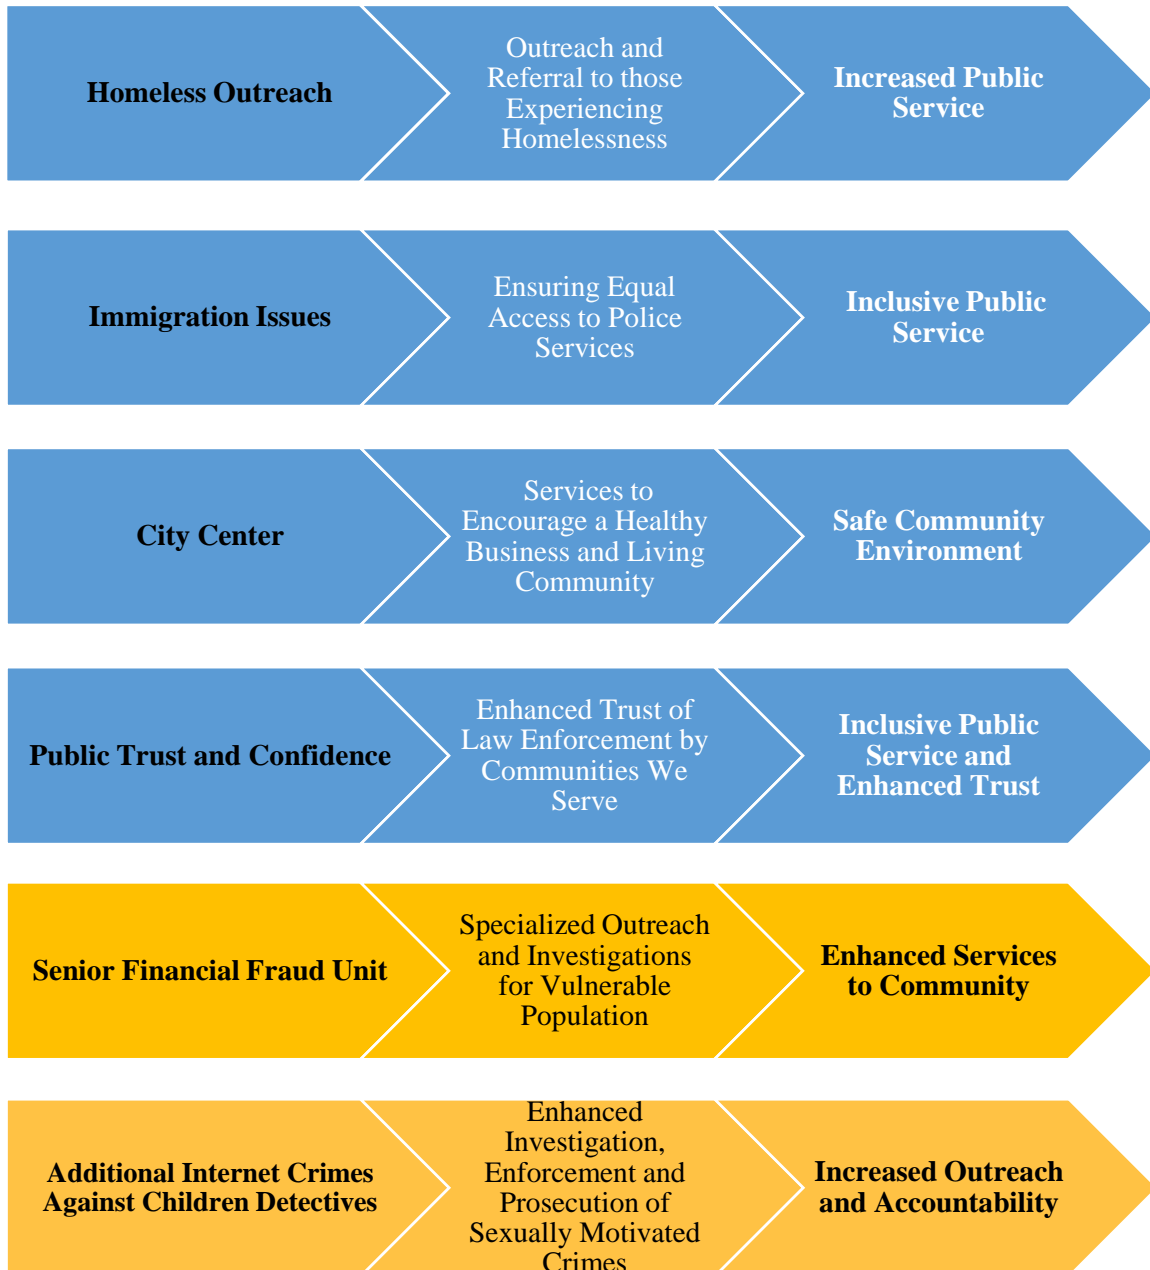 Homeless Outreach
Outreach and
Referral to those
Experiencing
Homelessness
Increased Public
Service
Immigration Issues
Ensuring Equal
Access to Police
Services
Inclusive Public
Service
City Center
Services to
Encourage a Healthy
Business and Living
Community
Safe Community
Environment
Public Trust and Confidence
Enhanced Trust of
Law Enforcement by
Communities We
Serve
Inclusive Public
Service and
Enhanced Trust
Senior Financial Fraud Unit
Specialized Outreach
and Investigations
for Vulnerable
Population
Enhanced Services
to Community
Additional Internet Crimes
Against Children Detectives
Enhanced
Investigation,
Enforcement and
Prosecution of
Sexually Motivated
Crimes
Increased Outreach
and Accountability